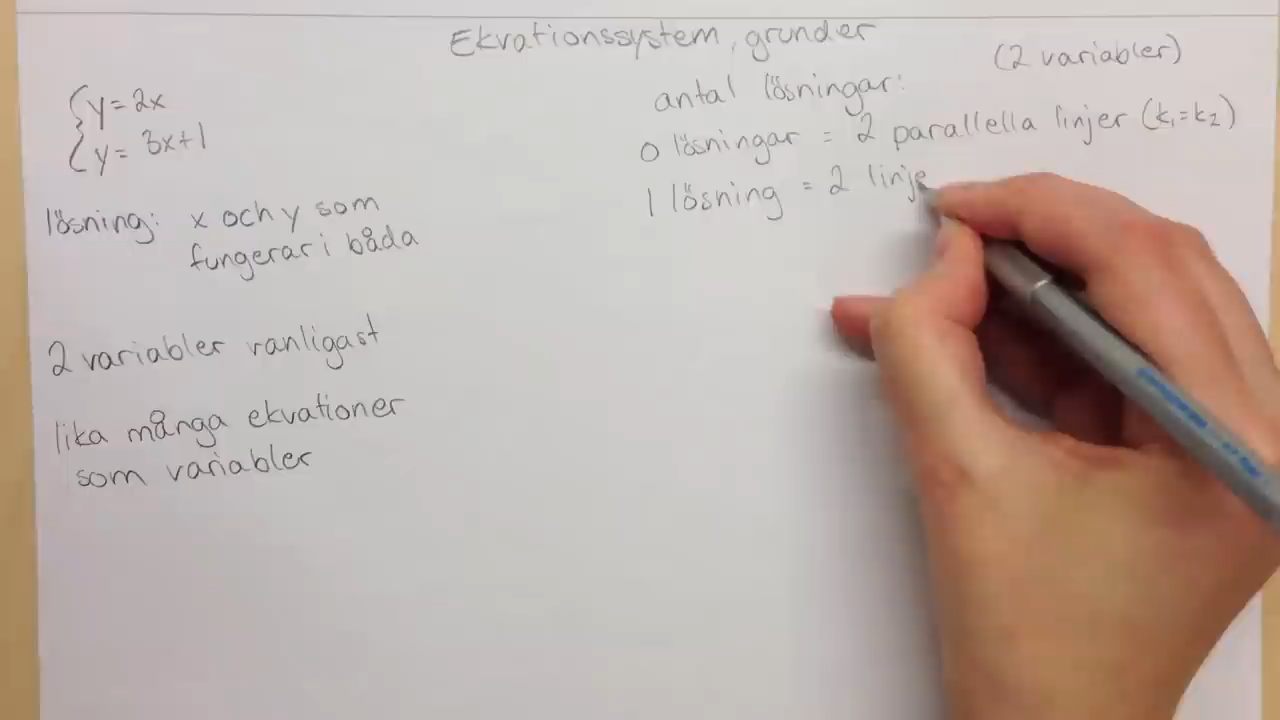 Ekvationssystem, grunder
(2 variabler)
y=2x
y= 3x+1
lösning: x och y som
fungerar i båda
2 variabler vanligast
lika många ekvationer
som variabler
antal lösningar:
0 lösningar = 2 parallella linjer (k₁=k₂)
1 lösning = 2 linje